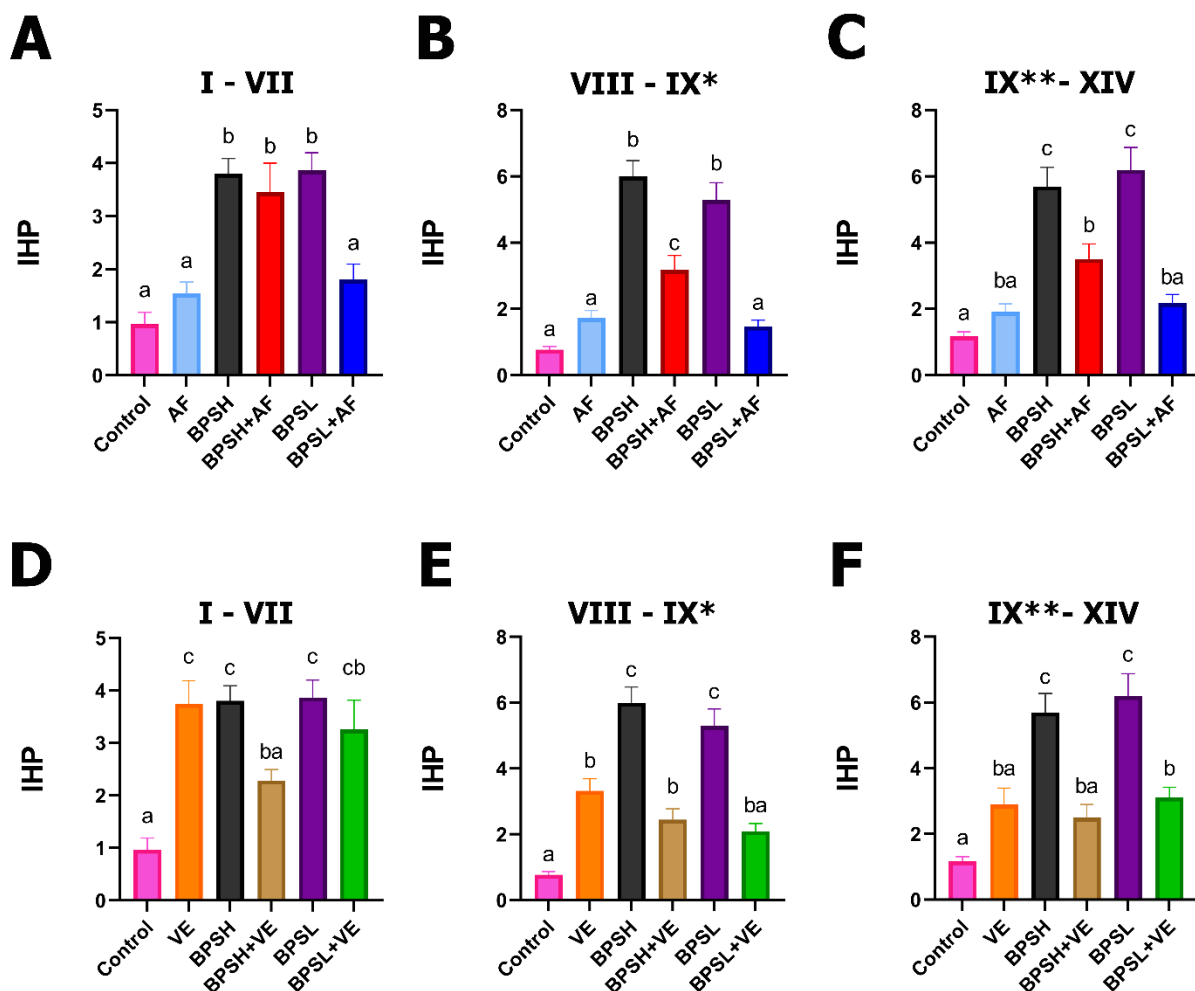 A
I - VII
IHP
5
4
3
2
1
0
a
a
b
b
b
a
Control
AF
BPSH
BPSH+AF
BPSL
BPSL+AF
B
VIII - IX*
IHP
8
6
4
2
0
a
a
b
c
b
a
Control
AF
BPSH
BPSH+AF
BPSL
BPSL+AF
C
IX**- XIV
IHP
8
6
4
2
0
a
ba
c
b
c
ba
Control
AF
BPSH
BPSH+AF
BPSL
BPSL+AF
D
I - VII
IHP
5
4
3
2
1
0
a
c
c
ba
c
cb
Control
VE
BPSH
BPSH+VE
BPSL
BPSL+VE
E
VIII - IX*
IHP
8
6
4
2
0
a
b
c
b
c
ba
Control
VE
BPSH
BPSH+VE
BPSL
BPSL+VE
F
IX**- XIV
IHP
8
6
4
2
0
a
ba
c
ba
c
b
Control
VE
BPSH
BPSH+VE
BPSL
BPSL+VE